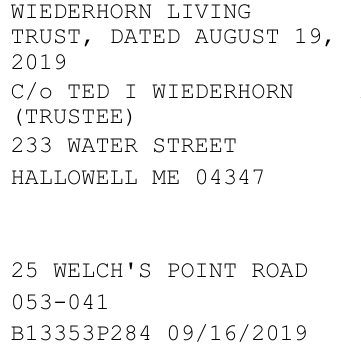 WIEDERHORN LIVING
TRUST, DATED AUGUST 19,
2019
C/o TED I WIEDERHORN
(TRUSTEE)
233 WATER STREET
HALLOWELL ME 04347
25 WELCH'S POINT ROAD
053-041
B13353P284 09/16/2019